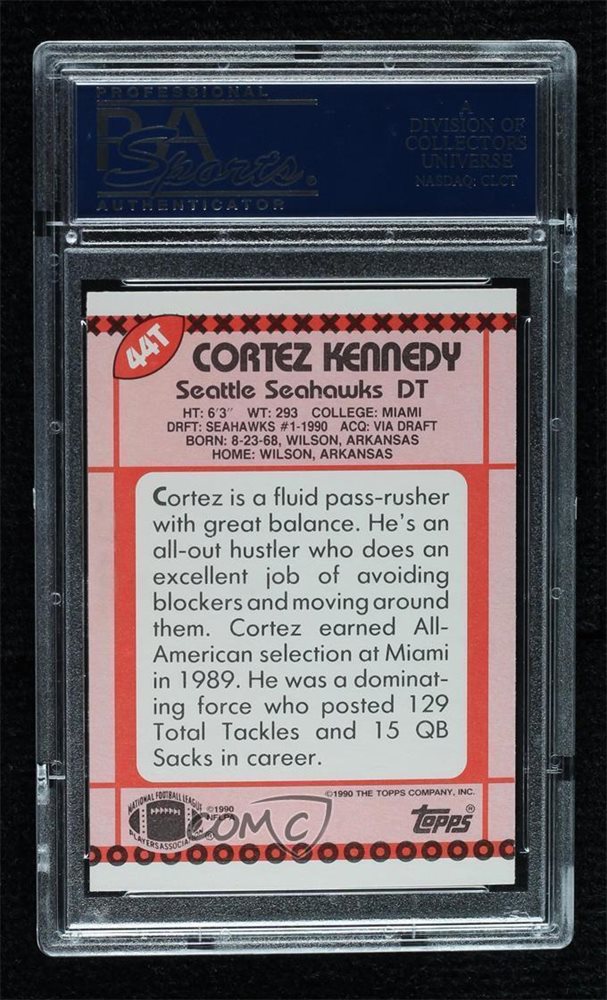 PROFESSIONAL
PSA
Sports.
AUTHENTICATOR
A
DIVISION OF
COLLECTORS
UNIVERSE
NASDAQ: CLCT
44T
CORTEZ KENNEDY
Seattle Seahawks DT
HT: 6'3" WT: 293 COLLEGE: MIAMI
DRFT: SEAHAWKS #1-1990 ACQ: VIA DRAFT
BORN: 8-23-68, WILSON, ARKANSAS
HOME: WILSON, ARKANSAS
Cortez is a fluid pass-rusher
with great balance. He's an
all-out hustler who does an
excellent job of avoiding
blockers and moving around
them. Cortez earned All-
American selection at Miami
in 1989. He was a dominat-
ing force who posted 129
Total Tackles and 15 QB
Sacks in career.
©1990 THE TOPPS COMPANY, INC.
NATIONAL FOOTBALL LEAGUE
PLAYERS ASSOCIATION
©1990
NFLPA
COMC
topps®